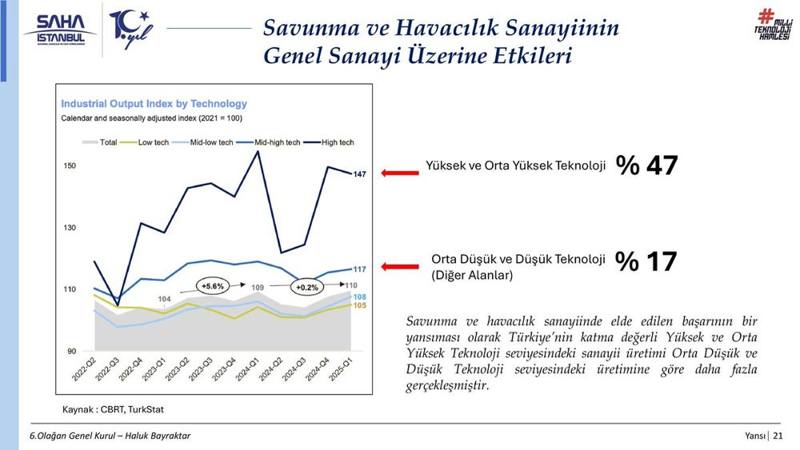 SAHA
İSTANBUL
10.yıl
Savunma ve Havacılık Sanayiinin
Genel Sanayi Üzerine Etkileri
#MİLLİ
TEKNOLOJİ
HAMLESİ
Industrial Output Index by Technology
Calendar and seasonally adjusted index (2021 = 100)
Total Low tech Mid-low tech Mid-high tech High tech
150
130
110
90
147
117
110
108
105
104
+5.6%
109
+0.2%
2022-Q2 2022-Q3 2022-Q4 2023-Q1 2023-Q2 2023-Q3 2023-Q4 2024-Q1 2024-Q2 2024-Q3 2024-Q4 2025-Q1
Kaynak : CBRT, TurkStat
Yüksek ve Orta Yüksek Teknoloji % 47
Orta Düşük ve Düşük Teknoloji % 17
(Diğer Alanlar)
Savunma ve havacılık sanayiinde elde edilen başarının bir
yansıması olarak Türkiye'nin katma değerli Yüksek ve Orta
Yüksek Teknoloji seviyesindeki sanayii üretimi Orta Düşük ve
Düşük Teknoloji seviyesindeki üretimine göre daha fazla
gerçekleşmiştir.
6.Olağan Genel Kurul – Haluk Bayraktar
Yansı | 21